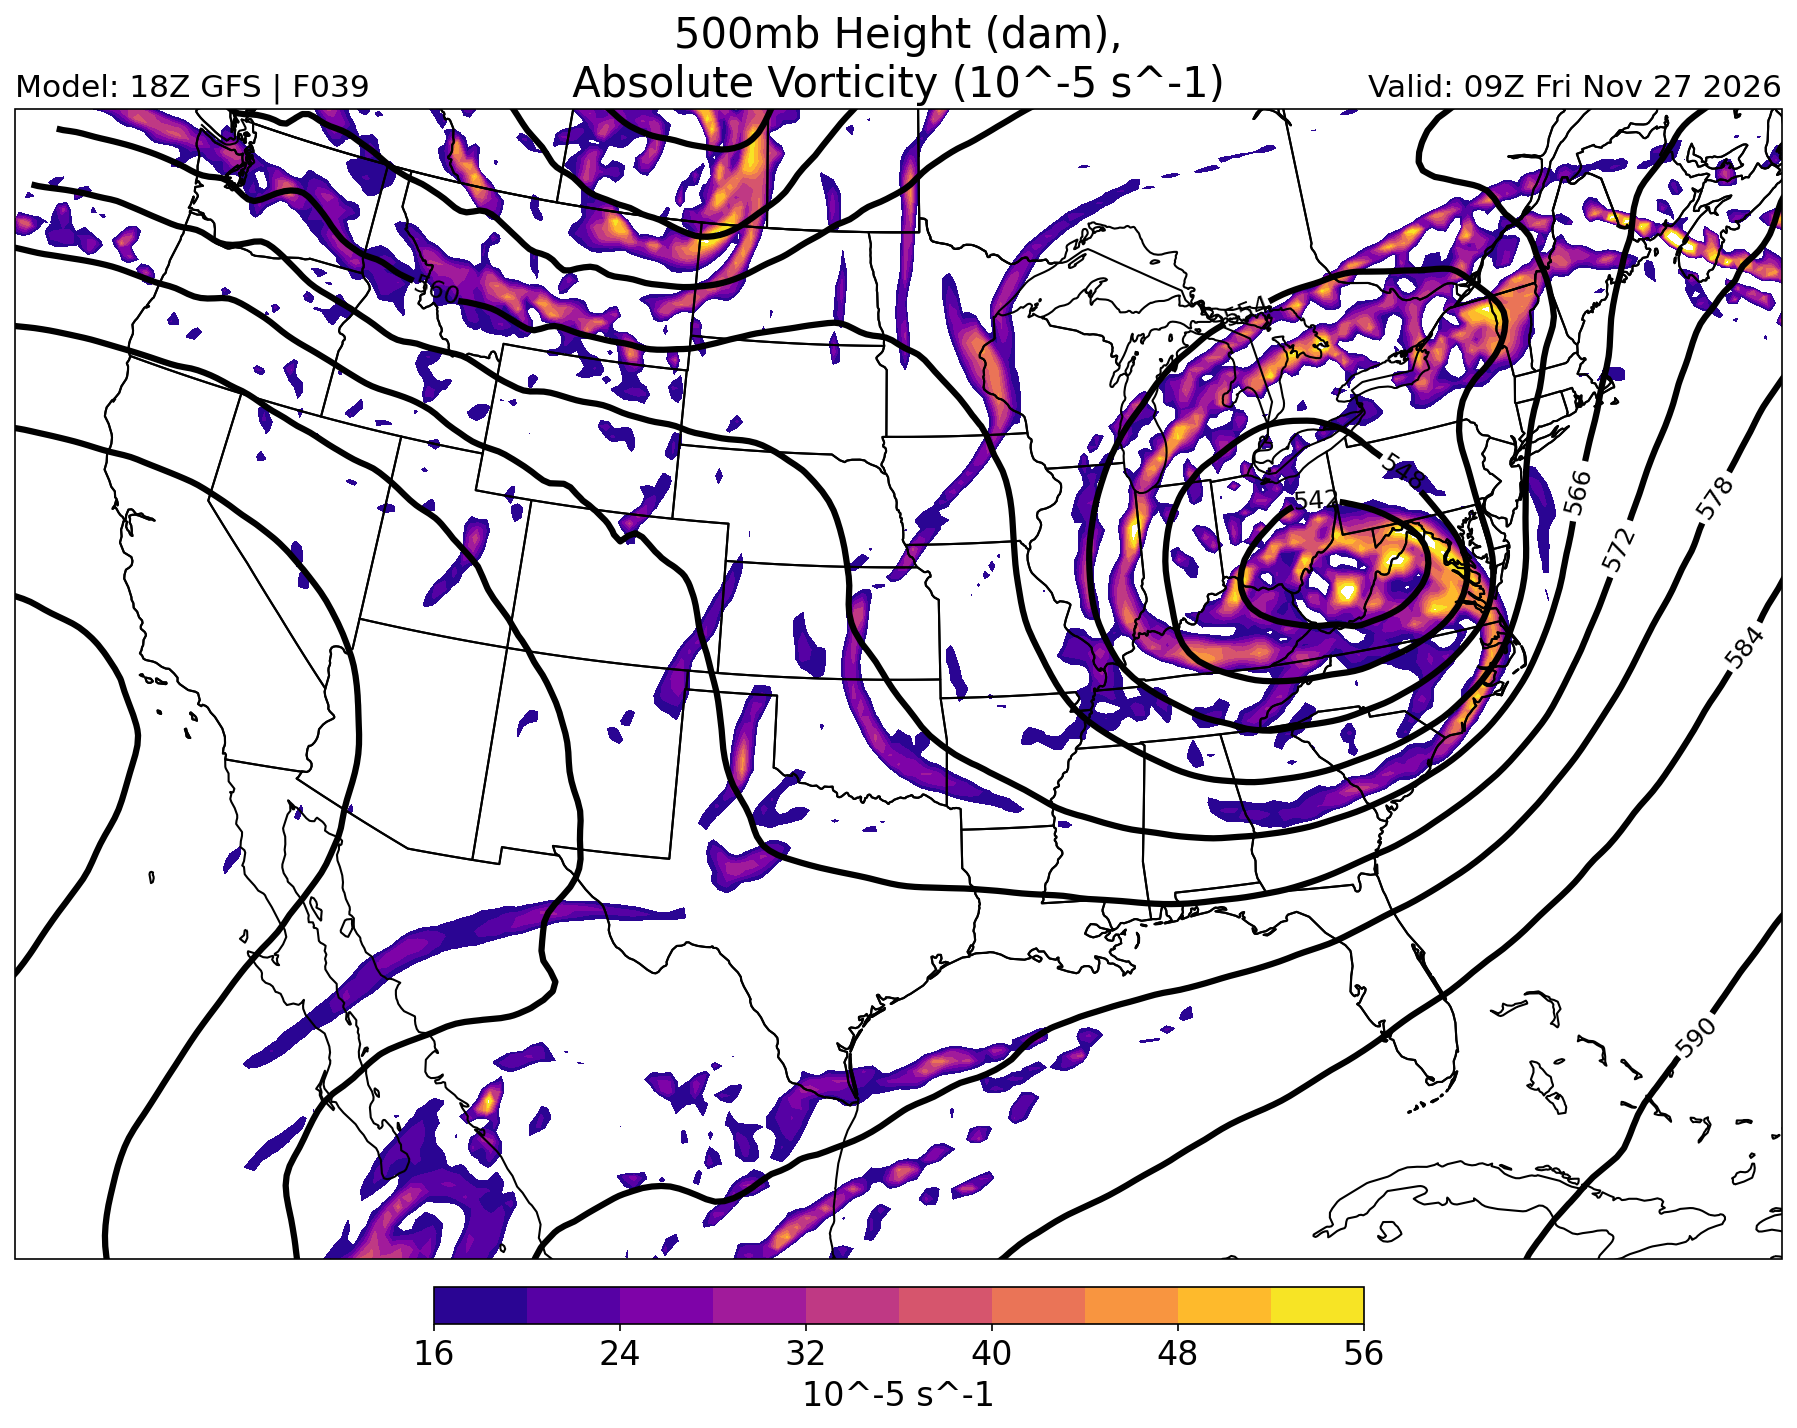 500mb Height (dam),
Absolute Vorticity (10^-5 s^-1)
Model: 18Z GFS | F039
Valid: 09Z Fri Nov 27 2026
560
554
548
542
566
572
578
584
590
16 24 32 40 48 56
10^-5 s^-1